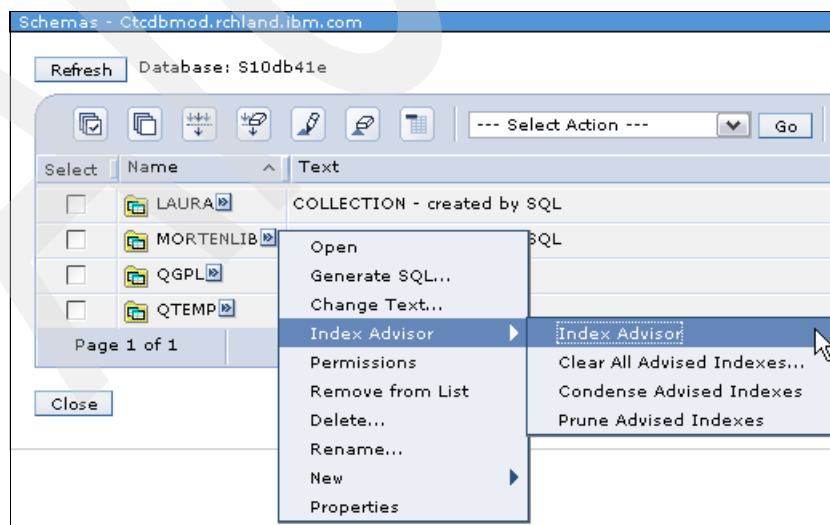 Schemas - Ctcdbmod.rchland.ibm.com
Refresh Database: S10db41e
--- Select Action --- Go
Select Name Text
LAURA COLLECTION - created by SQL
MORTENLIB SQL
QGPL
QTEMP
Page 1 of 1
Close
Open
Generate SQL...
Change Text...
Index Advisor
Permissions
Remove from List
Delete...
Rename...
New
Properties
Index Advisor
Clear All Advised Indexes...
Condense Advised Indexes
Prune Advised Indexes